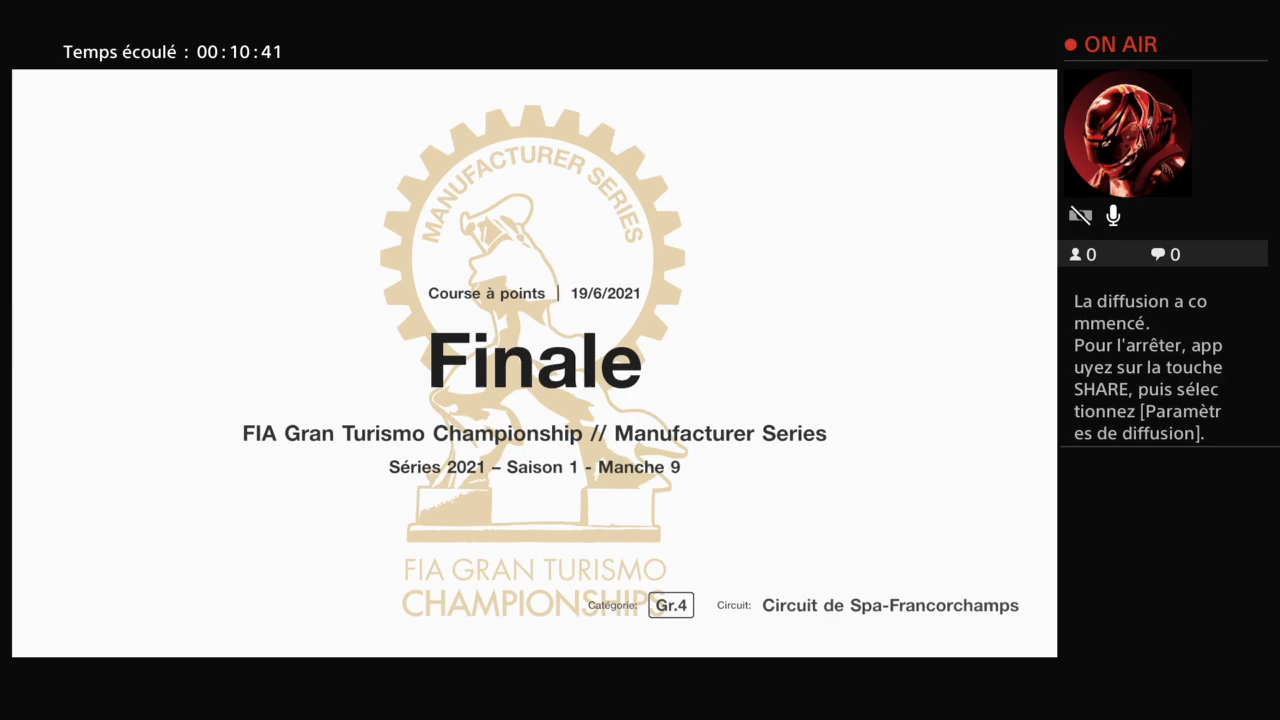 Temps écoulé : 00:10:41
ON AIR
MANUFACTURER SERIES
Course à points | 19/6/2021
Finale
FIA Gran Turismo Championship // Manufacturer Series
Séries 2021 – Saison 1 - Manche 9
FIA GRAN TURISMO
CHAMPIONSHIPS
Catégorie: Gr.4 Circuit: Circuit de Spa-Francorchamps
0 0
La diffusion a co
mmencé.
Pour l'arrêter, app
uyez sur la touche
SHARE, puis sélec
tionnez [Paramètr
es de diffusion].